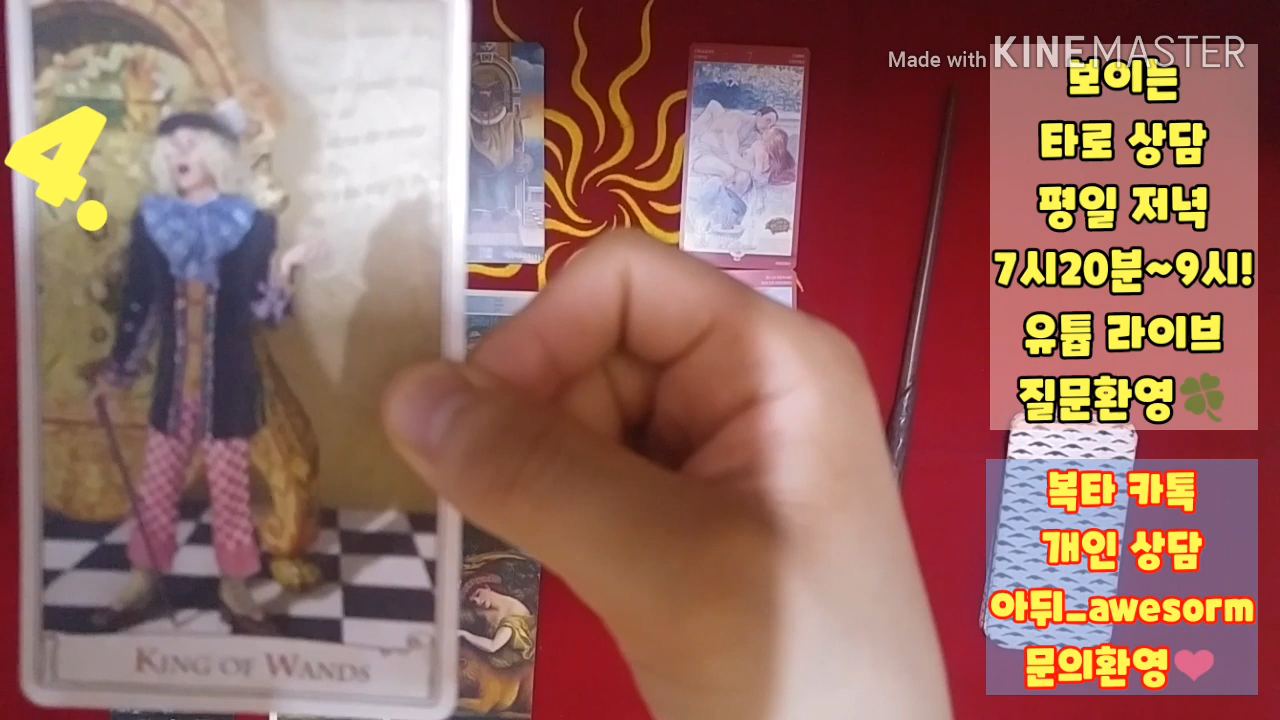 Made with KINEMASTER
4.
보이는
타로 상담
평일 저녁
7시20분~9시!
유튭 라이브
질문환영🍀
복타 카톡
개인 상담
아뒤_awesorm
문의환영❤
KING OF WANDS